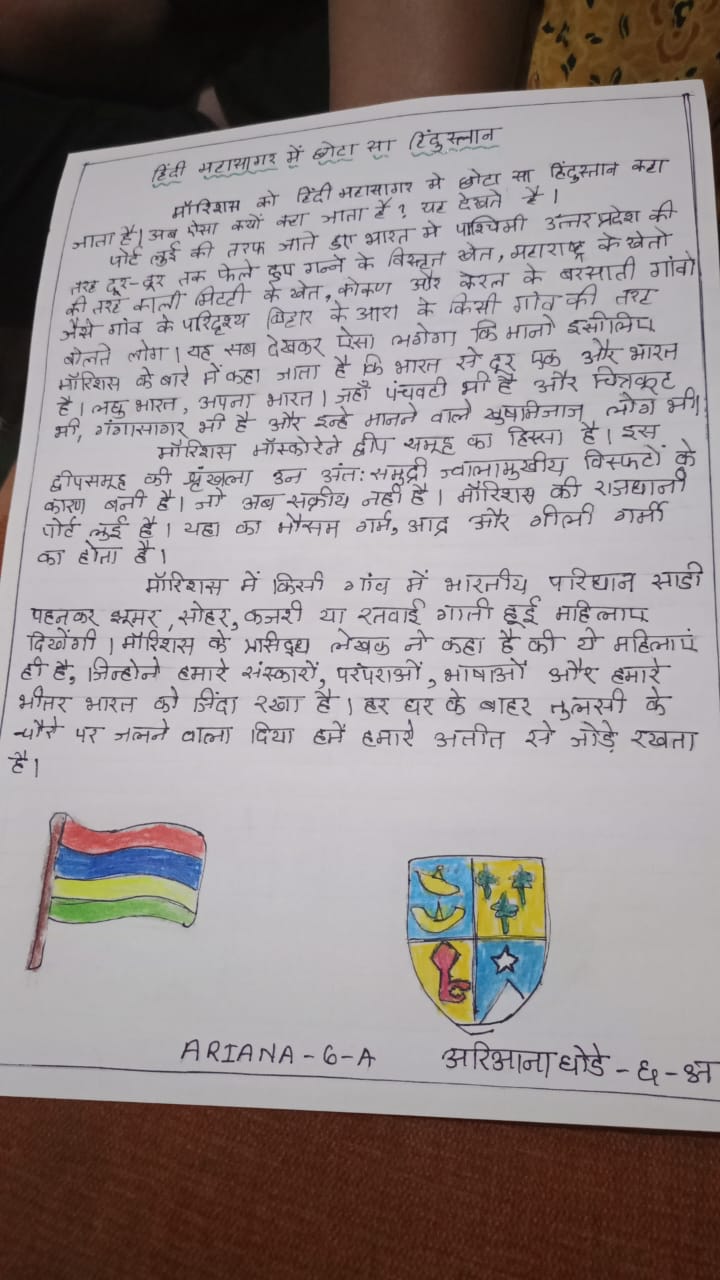 हिंदी महासागर में छोटा सा हिंदुस्तान
मॉरिशस को हिंदी महासागर मे छोटा सा हिंदुस्तान कहा
जाता है। अब ऐसा क्यों कहा जाता है? यह देखते है।
पोर्ट लुई की तरफ जाते हुए भारत मे पाश्चिमी उत्तरप्रदेश की
तरह दूर-दूर तक फेले हुए गन्ने के विस्तृत खेत, महाराष्ट्र के खेतो
की तरह काली मिटटी के खेत, कोकण और केरल के बरसाती गांवो
जैसे गांव के परिदृश्य बिहार के आरा के किसी गांव की तरह
बोलते लोग। यह सब देखकर ऐसा लगेगा कि मानो इसीलिए
मॉरिशस के बारे में कहा जाता है कि भारत से दूर एक और भारत
है। लघु भारत, अपना भारत। जहाँ पंचवटी भी है और चित्रकूट
भी, गंगासागर भी है और इन्हे मानने वाले खुषमिजाज लोग भी।
मॉरिशस मॉस्कोरेने द्वीप समूह का हिस्सा है। इस
द्वीपसमूह की श्रृंखला उन अंतःसमुद्री ज्वालामुखीय विस्फटों के
कारण बनी है। जो अब सक्रीय नही है। मॉरिशस की राजधानी
पोर्ट लुई है। यहा का मौसम गर्म, आद्र और गीली गर्मी
का होता है।
मॉरिशस में किसी गांव में भारतीय परिधान साडी
पहनकर झूमर, सोहर, कजरी या रतवाई गाती हुई महिलाए
दिखेंगी। मॉरिशस के प्रसिद्ध लेखक ने कहा है की ये महिलाएं
ही है, जिन्होने हमारे संस्कारों, परंपराओं, भाषाओं और हमारे
भीतर भारत को जिंदा रखा है। हर घर के बाहर तुलसी के
चौरे पर जलने वाला दिया हमें हमारे अतीत से जोड़े रखता
है।
ARIANA-6-A
अरिआना घोडे - ६ - अ